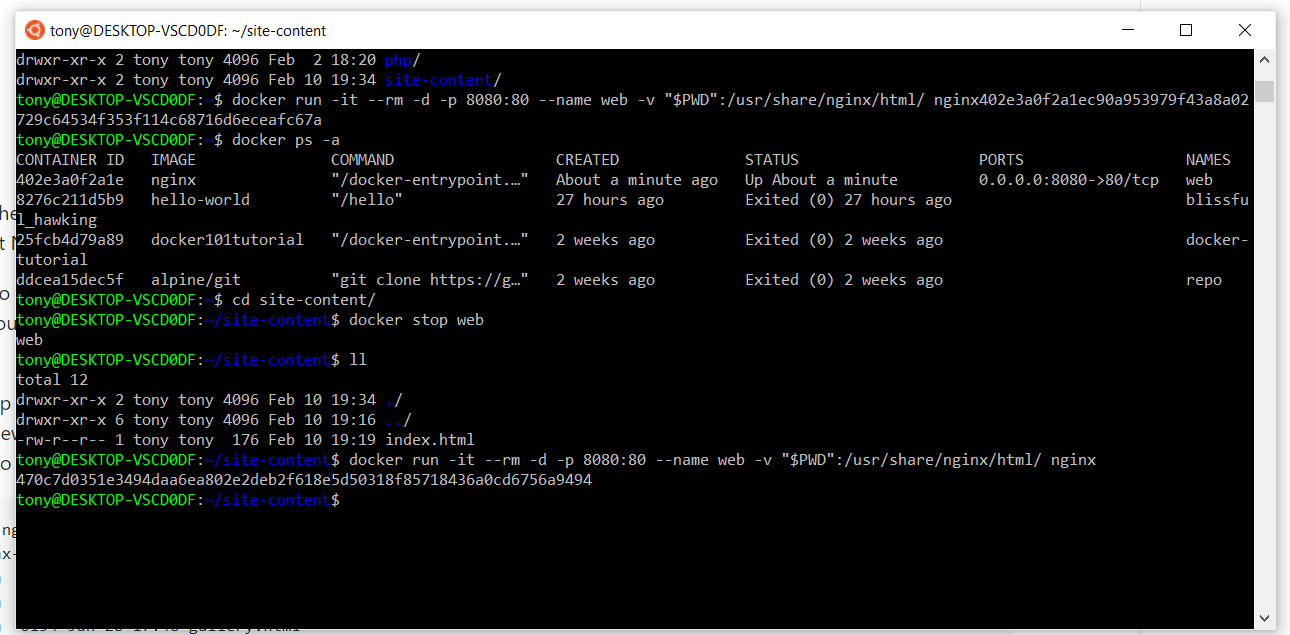 tony@DESKTOP-VSCD0DF: ~/site-content
drwxr-xr-x 2 tony tony 4096 Feb  2 18:20 php/
drwxr-xr-x 2 tony tony 4096 Feb 10 19:34 site-content/
tony@DESKTOP-VSCD0DF:~$ docker run -it --rm -d -p 8080:80 --name web -v "$PWD":/usr/share/nginx/html/ nginx402e3a0f2a1ec90a953979f43a8a02
729c64534f353f114c68716d6eceafc67a
tony@DESKTOP-VSCD0DF:~$ docker ps -a
CONTAINER ID   IMAGE               COMMAND                  CREATED              STATUS                    PORTS                  NAMES
402e3a0f2a1e   nginx               "/docker-entrypoint.…"   About a minute ago   Up About a minute         0.0.0.0:8080->80/tcp   web
8276c211d5b9   hello-world         "/hello"                 27 hours ago         Exited (0) 27 hours ago                          blissfu
l_hawking
25fcb4d79a89   docker101tutorial   "/docker-entrypoint.…"   2 weeks ago          Exited (0) 2 weeks ago                           docker-
tutorial
ddcea15dec5f   alpine/git          "git clone https://g…"   2 weeks ago          Exited (0) 2 weeks ago                           repo
tony@DESKTOP-VSCD0DF:~$ cd site-content/
tony@DESKTOP-VSCD0DF:~/site-content$ docker stop web
web
tony@DESKTOP-VSCD0DF:~/site-content$ ll
total 12
drwxr-xr-x 2 tony tony 4096 Feb 10 19:34 ./
drwxr-xr-x 6 tony tony 4096 Feb 10 19:16 ../
-rw-r--r-- 1 tony tony  176 Feb 10 19:19 index.html
tony@DESKTOP-VSCD0DF:~/site-content$ docker run -it --rm -d -p 8080:80 --name web -v "$PWD":/usr/share/nginx/html/ nginx
470c7d0351e3494daa6ea802e2deb2f618e5d50318f85718436a0cd6756a9494
tony@DESKTOP-VSCD0DF:~/site-content$